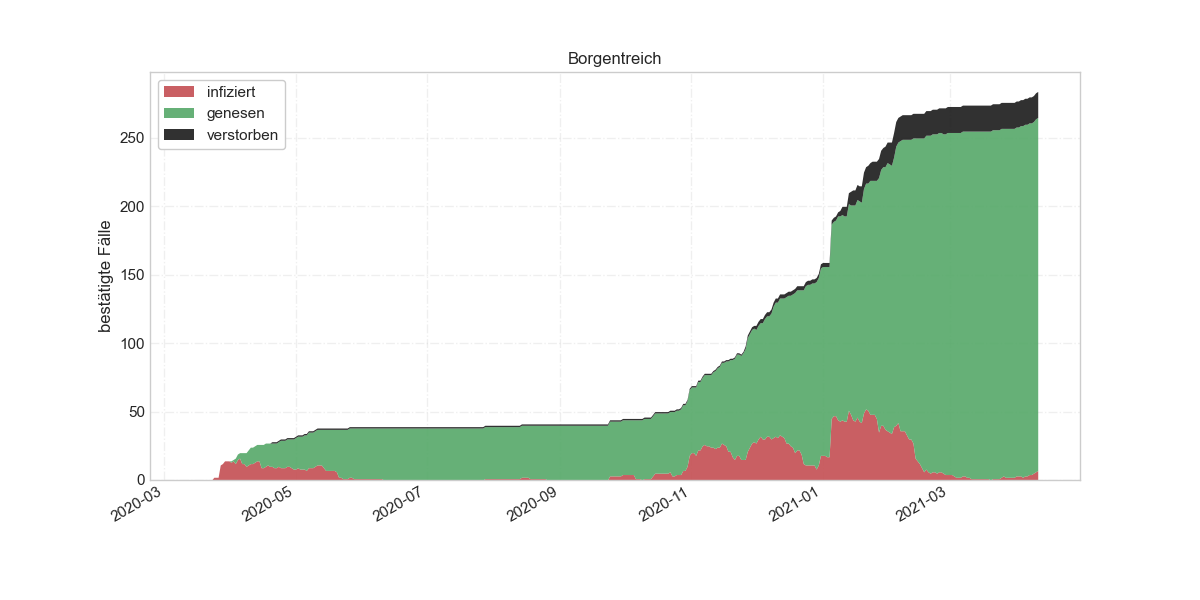 Borgentreich
infiziert
genesen
verstorben
bestätigte Fälle
250
200
150
100
50
0
2020-03
2020-05
2020-07
2020-09
2020-11
2021-01
2021-03